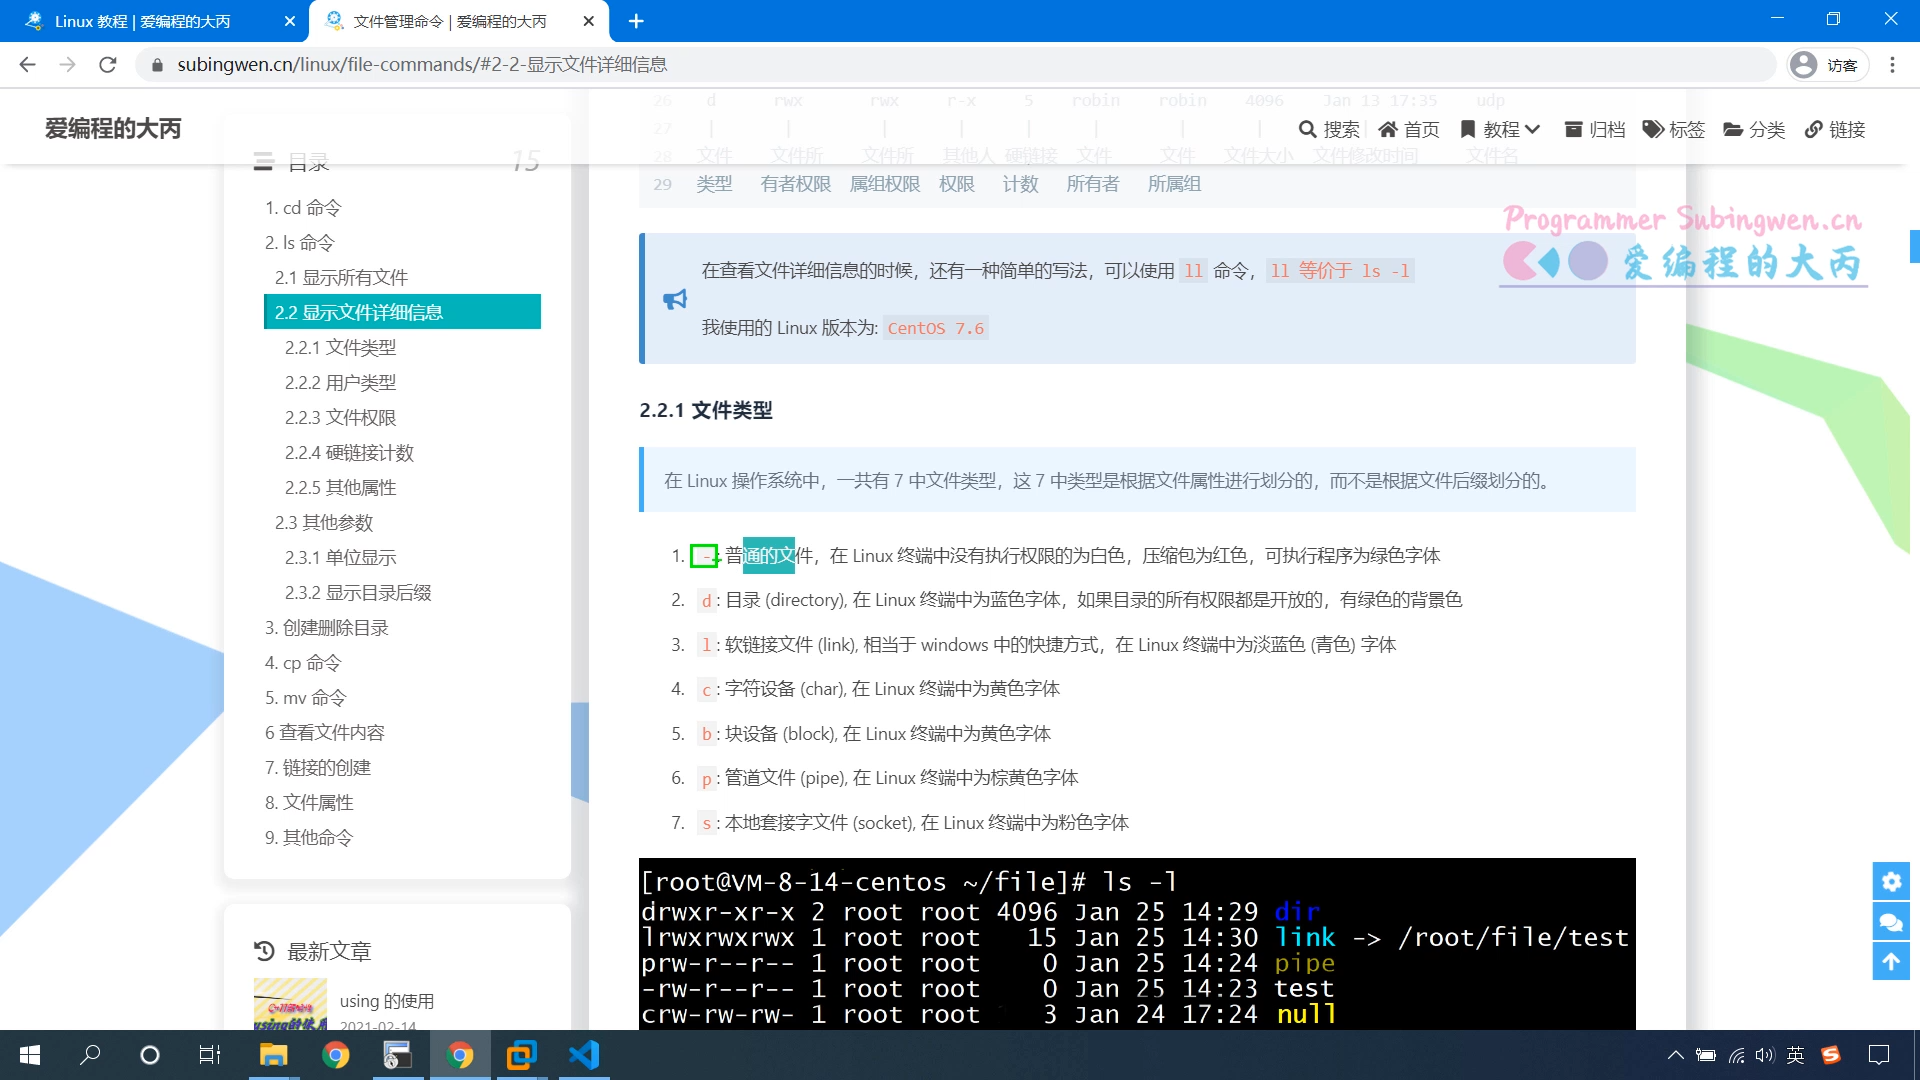 Linux 教程 | 爱编程的大丙
文件管理命令 | 爱编程的大丙
subingwen.cn/linux/file-commands/#2-2-显示文件详细信息
访客
爱编程的大丙
搜索 首页 教程 归档 标签 分类 链接
目录 15
1. cd 命令
2. ls 命令
2.1 显示所有文件
2.2 显示文件详细信息
2.2.1 文件类型
2.2.2 用户类型
2.2.3 文件权限
2.2.4 硬链接计数
2.2.5 其他属性
2.3 其他参数
2.3.1 单位显示
2.3.2 显示目录后缀
3. 创建删除目录
4. cp 命令
5. mv 命令
6 查看文件内容
7. 链接的创建
8. 文件属性
9. 其他命令
最新文章
using 的使用
2021-02-14
26 d rwx rwx r-x 5 robin robin 4096 Jan 13 17:35 udp
27 | | | | | | | |
28 文件 文件所 文件所 其他人 硬链接 文件 文件 文件大小 文件修改时间 文件名
29 类型 有者权限 属组权限 权限 计数 所有者 所属组
Programmer Subingwen.cn
爱编程的大丙
在查看文件详细信息的时候，还有一种简单的写法，可以使用 ll 命令， ll 等价于 ls -l
我使用的 Linux 版本为: CentOS 7.6
2.2.1 文件类型
在 Linux 操作系统中，一共有 7 中文件类型，这 7 中类型是根据文件属性进行划分的，而不是根据文件后缀划分的。
1. -: 普通的文件，在 Linux 终端中没有执行权限的为白色，压缩包为红色，可执行程序为绿色字体
2. d: 目录 (directory), 在 Linux 终端中为蓝色字体，如果目录的所有权限都是开放的，有绿色的背景色
3. l: 软链接文件 (link), 相当于 windows 中的快捷方式，在 Linux 终端中为淡蓝色 (青色) 字体
4. c: 字符设备 (char), 在 Linux 终端中为黄色字体
5. b: 块设备 (block), 在 Linux 终端中为黄色字体
6. p: 管道文件 (pipe), 在 Linux 终端中为棕黄色字体
7. s: 本地套接字文件 (socket), 在 Linux 终端中为粉色字体
[root@VM-8-14-centos ~/file]# ls -l
drwxr-xr-x 2 root root 4096 Jan 25 14:29 dir
lrwxrwxrwx 1 root root 15 Jan 25 14:30 link -> /root/file/test
prw-r--r-- 1 root root 0 Jan 25 14:24 pipe
-rw-r--r-- 1 root root 0 Jan 25 14:23 test
crw-rw-rw- 1 root root 3 Jan 24 17:24 null
英